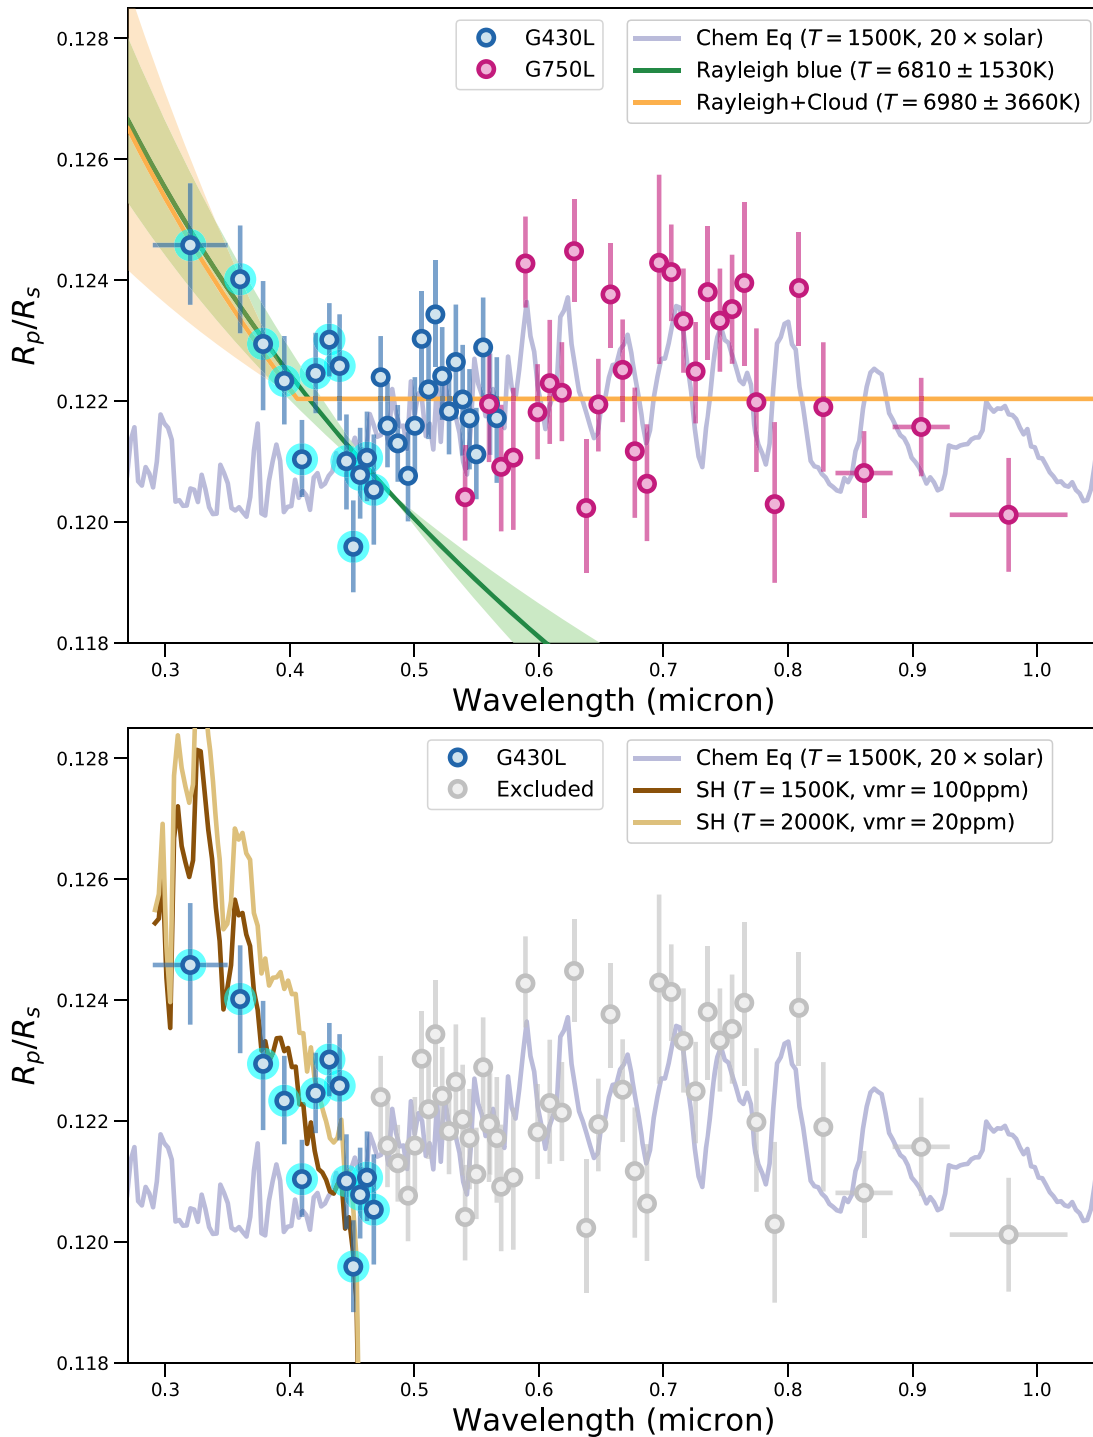 0.128
0.126
0.124
0.122
0.120
0.118
R_p/R_s
G430L
G750L
Chem Eq (T = 1500K, 20 × solar)
Rayleigh blue (T = 6810 ± 1530K)
Rayleigh+Cloud (T = 6980 ± 3660K)
0.3 0.4 0.5 0.6 0.7 0.8 0.9 1.0
Wavelength (micron)
0.128
0.126
0.124
0.122
0.120
0.118
R_p/R_s
G430L
Excluded
Chem Eq (T = 1500K, 20 × solar)
SH (T = 1500K, vmr = 100ppm)
SH (T = 2000K, vmr = 20ppm)
0.3 0.4 0.5 0.6 0.7 0.8 0.9 1.0
Wavelength (micron)